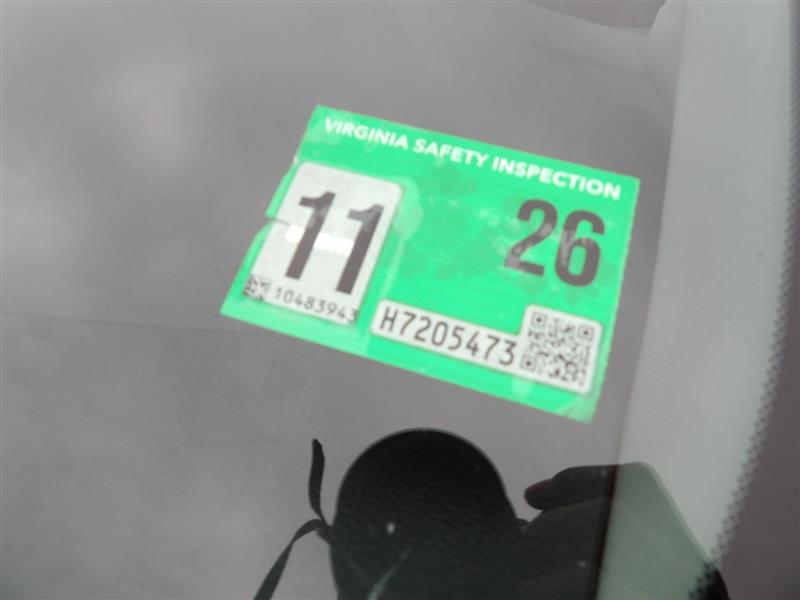 VIRGINIA SAFETY INSPECTION
11 26
10483943
H7205473